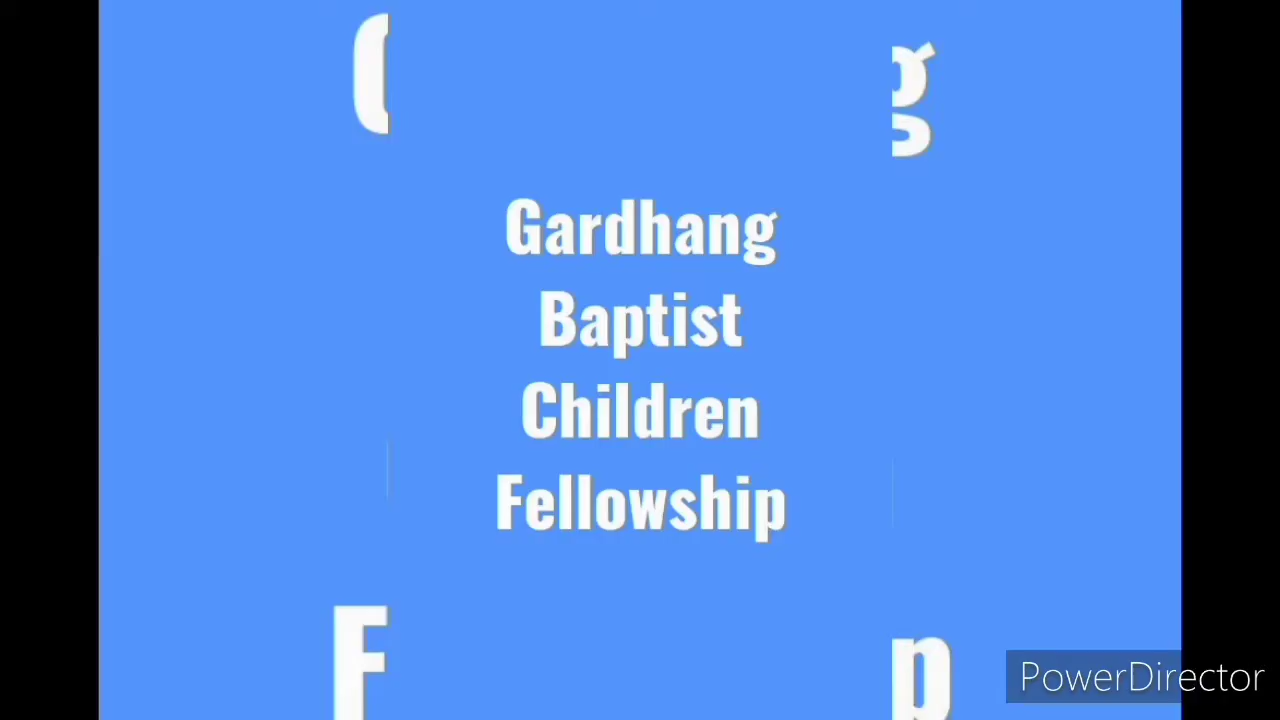 Gardhang
Baptist
Children
Fellowship
PowerDirector